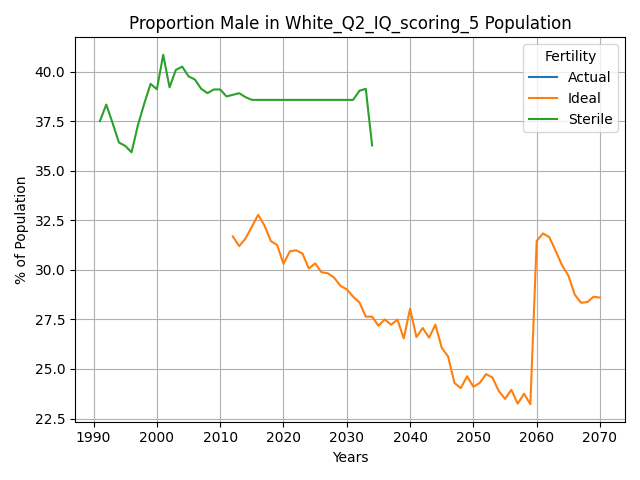 Proportion Male in White_Q2_IQ_scoring_5 Population
Fertility
Actual
Ideal
Sterile
% of Population
40.0
37.5
35.0
32.5
30.0
27.5
25.0
22.5
1990 2000 2010 2020 2030 2040 2050 2060 2070
Years